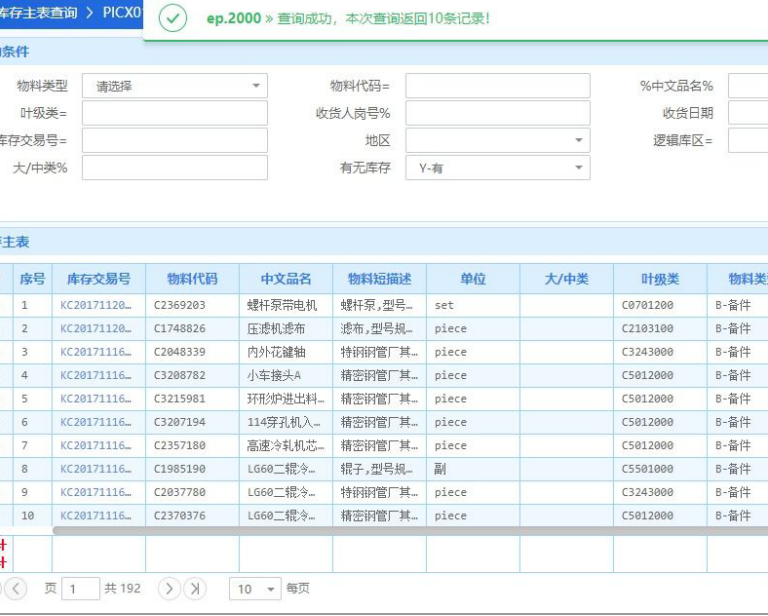 库存主表查询 > PICX0
ep.2000 » 查询成功，本次查询返回10条记录！
条件
物料类型 请选择 物料代码= %中文品名%
叶级类= 收货人岗号% 收货日期
库存交易号= 地区 逻辑库区=
大/中类% 有无库存 Y-有
主表
序号 库存交易号 物料代码 中文品名 物料短描述 单位 大/中类 叶级类 物料类
1 KC20171120… C2369203 螺杆泵带电机 螺杆泵,型号… set C0701200 B-备件
2 KC20171120… C1748826 压滤机滤布 滤布,型号规… piece C2103100 B-备件
3 KC20171116… C2048339 内外花键轴 特钢钢管厂其… piece C3243000 B-备件
4 KC20171116… C3208782 小车接头A 精密钢管厂其… piece C5012000 B-备件
5 KC20171116… C3215981 环形炉进出料… 精密钢管厂其… piece C5012000 B-备件
6 KC20171116… C3207194 114穿孔机入… 精密钢管厂其… piece C5012000 B-备件
7 KC20171116… C2357180 高速冷轧机芯… 精密钢管厂其… piece C5012000 B-备件
8 KC20171116… C1985190 LG60二辊冷… 辊子,型号规… 副 C5501000 B-备件
9 KC20171116… C2037780 LG60二辊冷… 特钢钢管厂其… piece C3243000 B-备件
10 KC20171116… C2370376 LG60二辊冷… 精密钢管厂其… piece C5012000 B-备件
计
计
页 1 共 192 10 每页